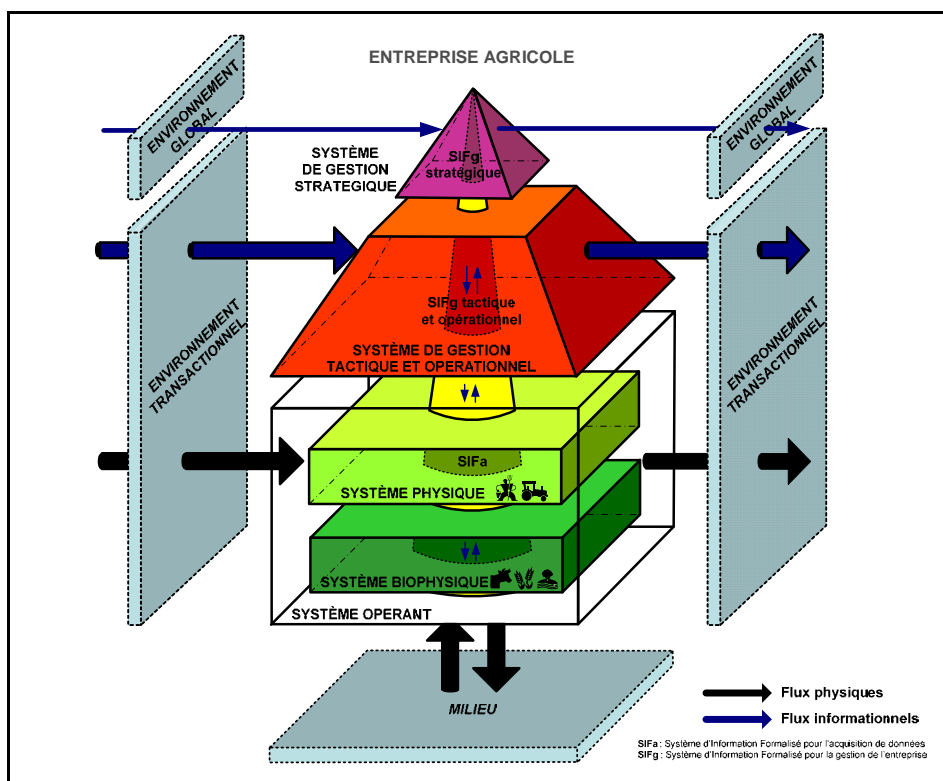 ENTREPRISE AGRICOLE
ENVIRONNEMENT
GLOBAL
ENVIRONNEMENT
GLOBAL
SYSTÈME
DE GESTION
STRATEGIQUE
SIFg
stratégique
ENVIRONNEMENT
TRANSACTIONNEL
ENVIRONNEMENT
TRANSACTIONNEL
SIFg tactique
et opérationnel
SYSTÈME DE GESTION
TACTIQUE ET OPERATIONNEL
SIFa
SYSTÈME PHYSIQUE
SYSTÈME BIOPHYSIQUE
SYSTÈME OPERANT
MILIEU
Flux physiques
Flux informationnels
SIFa : Système d'Information Formalisé pour l'acquisition de données
SIFg : Système d'Information Formalisé pour la gestion de l'entreprise